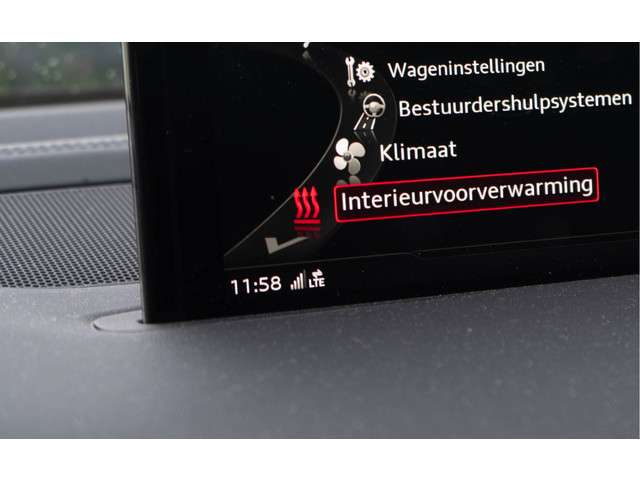 Wageninstellingen
Bestuurdershulpsystemen
Klimaat
Interieurvoorverwarming
11:58 LTE